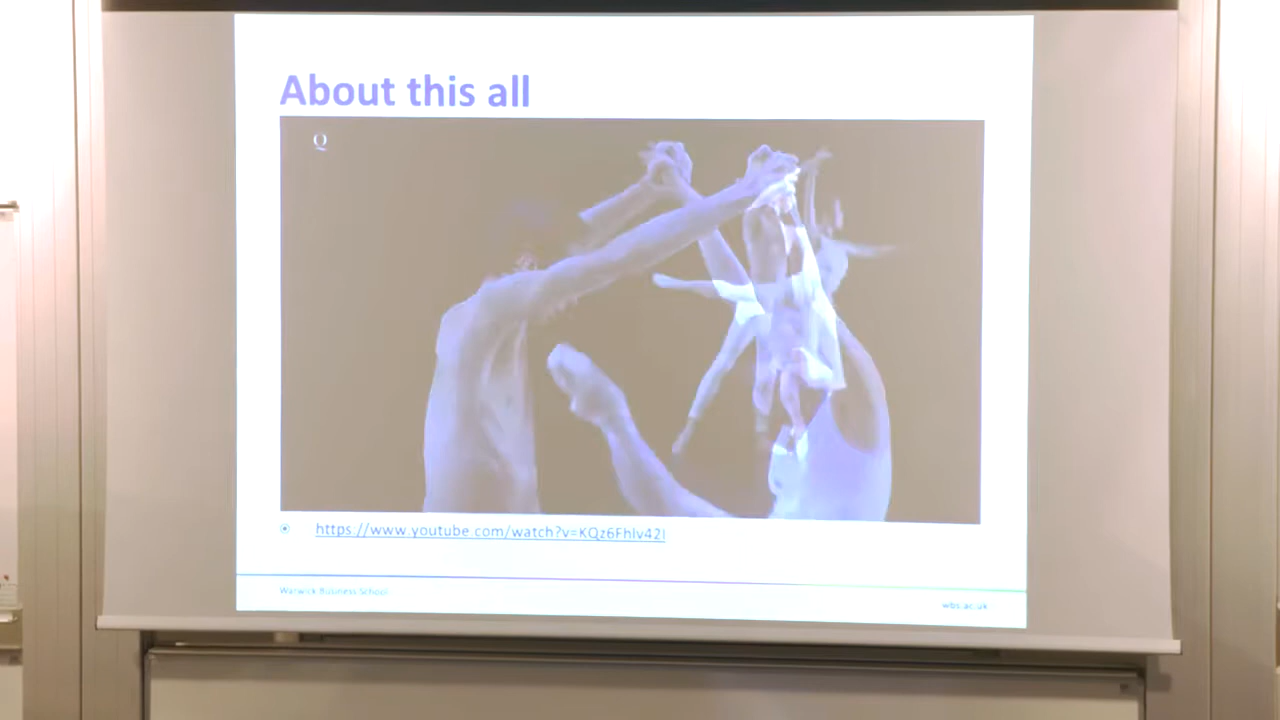 About this all
Q
https://www.youtube.com/watch?v=KQz6Fhlv42I
Warwick Business School
wbs.ac.uk